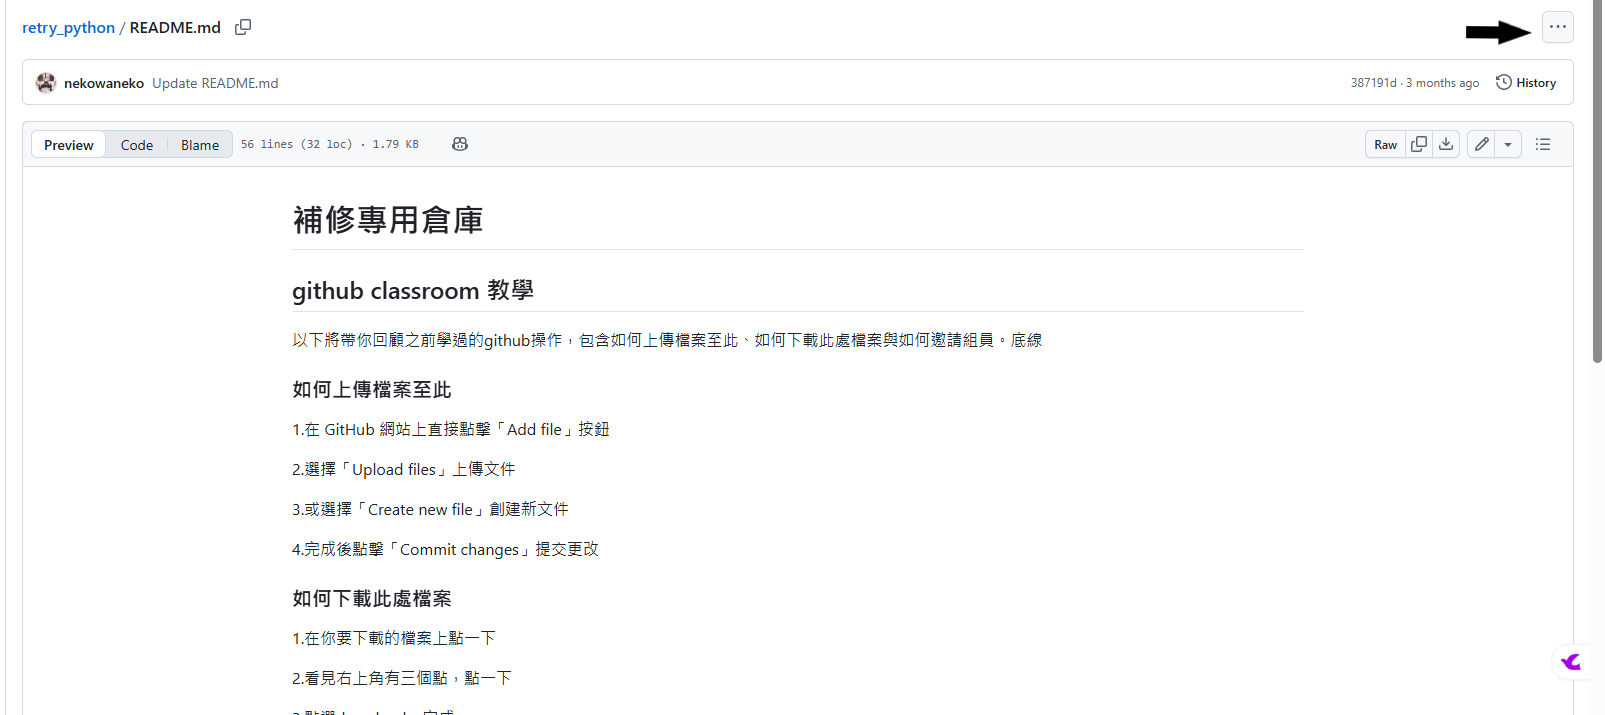 retry_python / README.md
nekowaneko Update README.md 387191d · 3 months ago History
Preview Code Blame 56 lines (32 loc) · 1.79 KB Raw
補修專用倉庫
github classroom 教學
以下將帶你回顧之前學過的github操作，包含如何上傳檔案至此、如何下載此處檔案與如何邀請組員。底線
如何上傳檔案至此
1.在 GitHub 網站上直接點擊「Add file」按鈕
2.選擇「Upload files」上傳文件
3.或選擇「Create new file」創建新文件
4.完成後點擊「Commit changes」提交更改
如何下載此處檔案
1.在你要下載的檔案上點一下
2.看見右上角有三個點，點一下